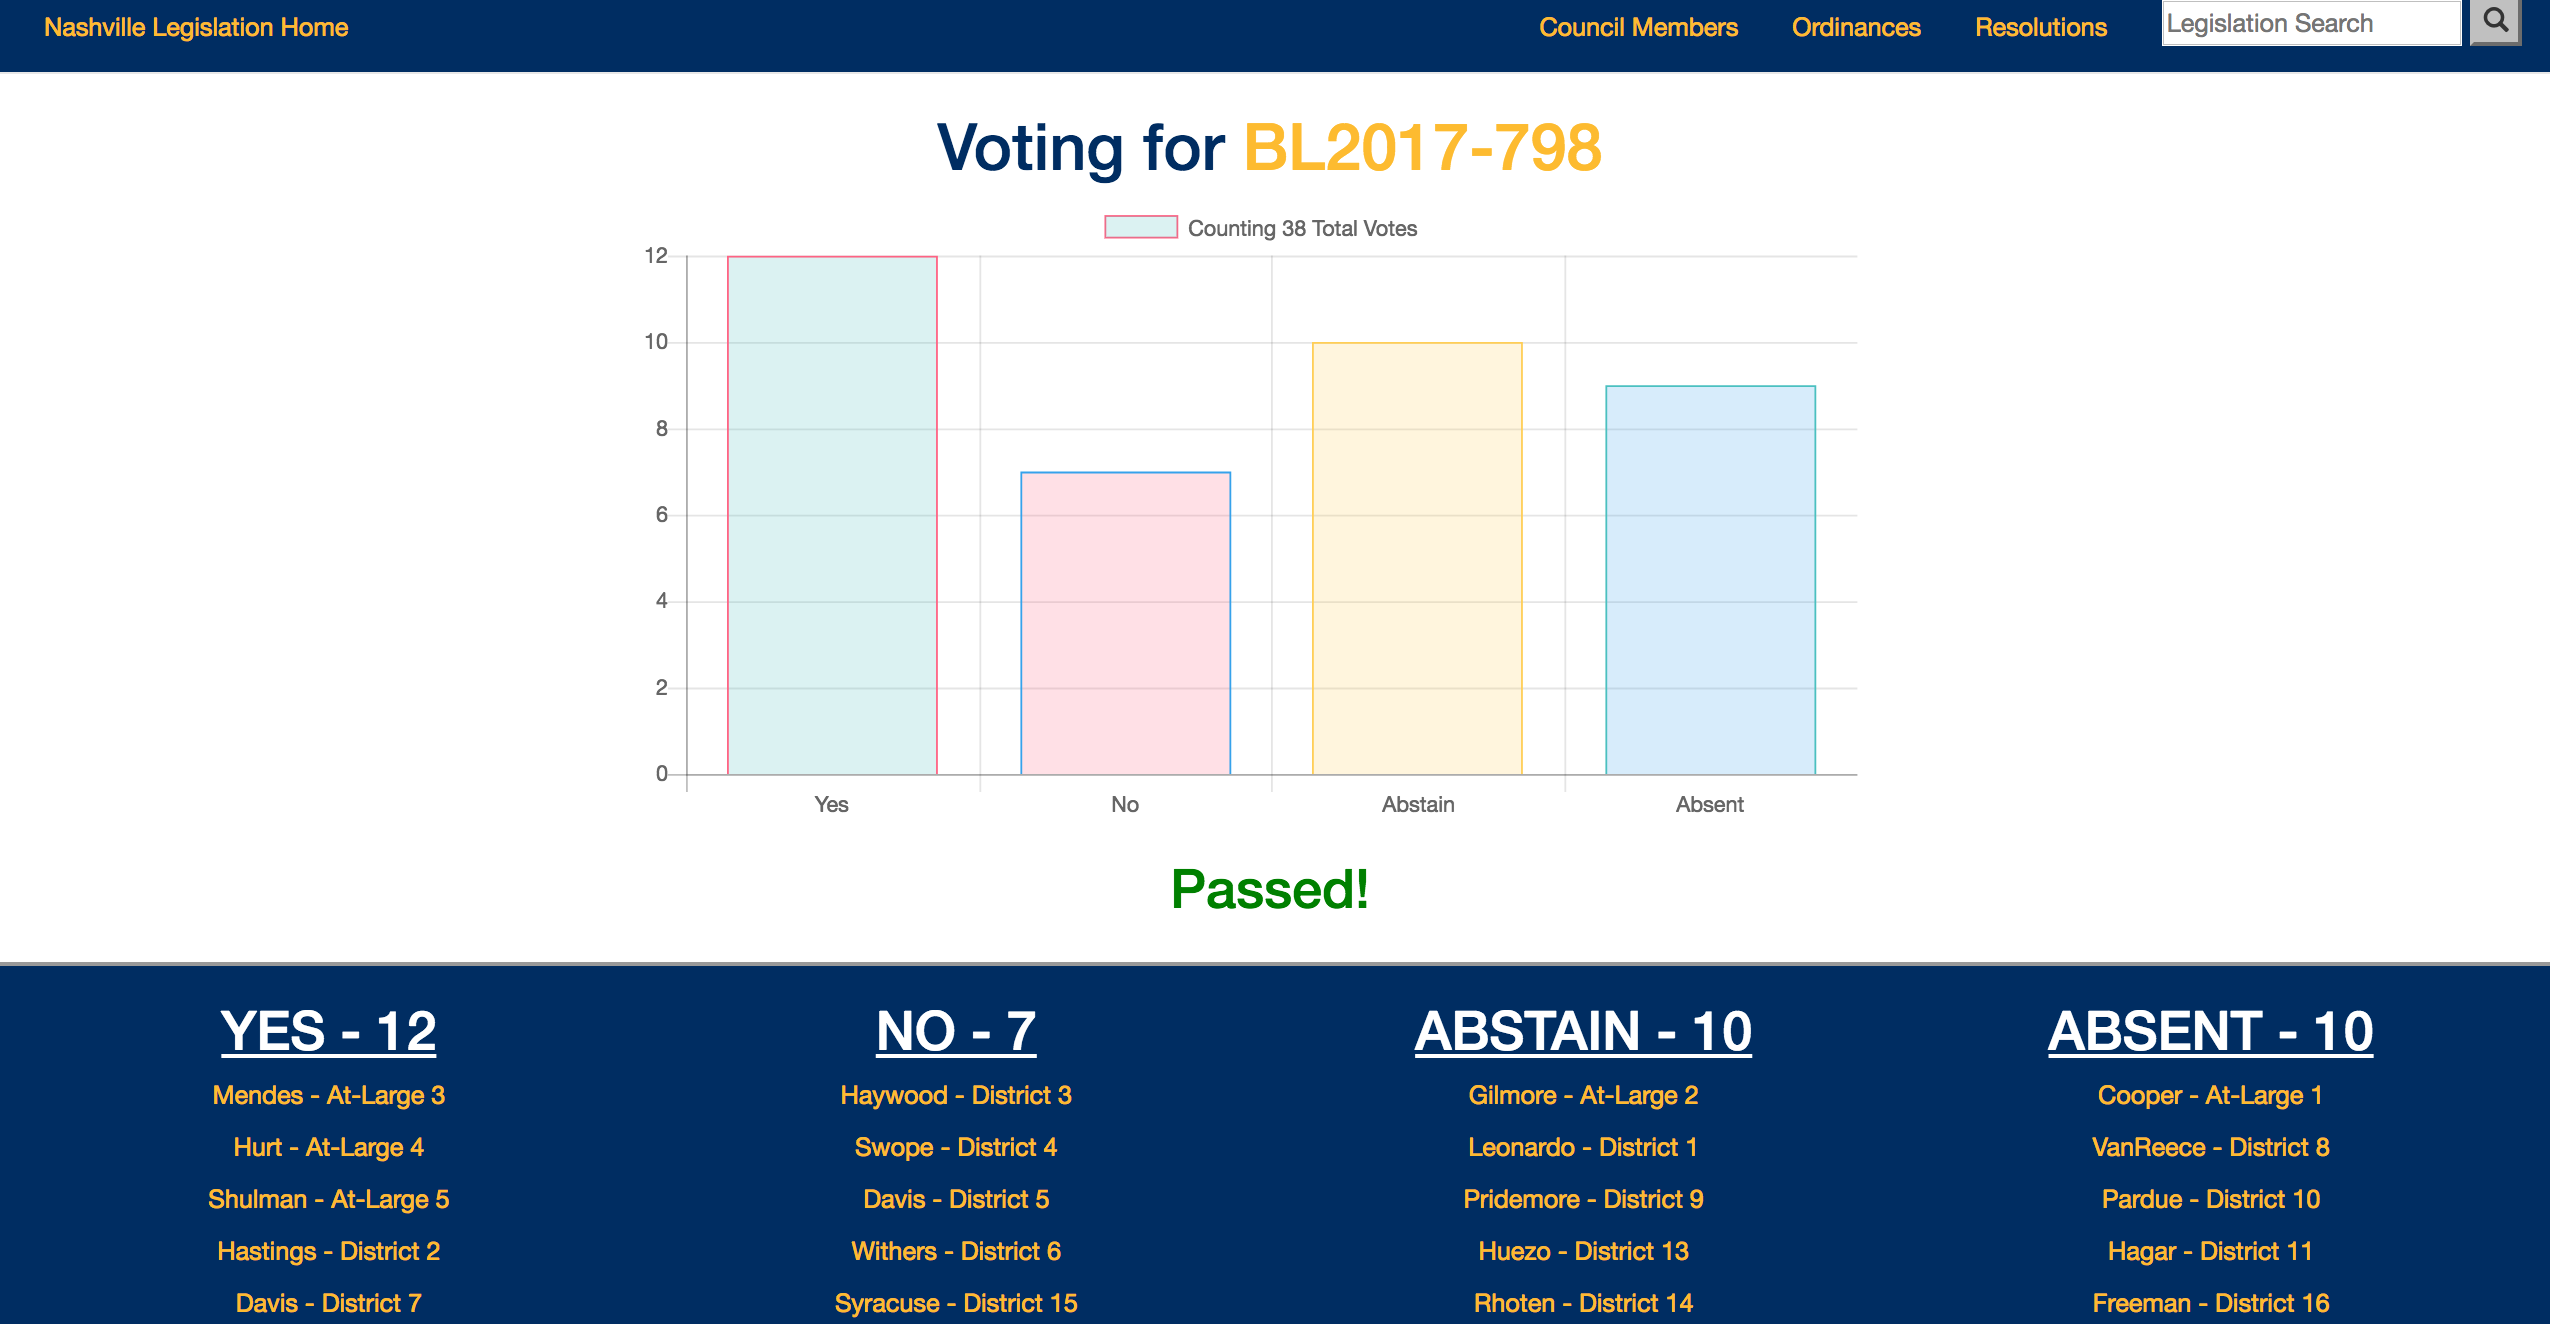 Nashville Legislation Home Council Members Ordinances Resolutions Legislation Search
Voting for BL2017-798
Counting 38 Total Votes
12
10
8
6
4
2
0
Yes No Abstain Absent
Passed!
YES - 12
Mendes - At-Large 3
Hurt - At-Large 4
Shulman - At-Large 5
Hastings - District 2
Davis - District 7
NO - 7
Haywood - District 3
Swope - District 4
Davis - District 5
Withers - District 6
Syracuse - District 15
ABSTAIN - 10
Gilmore - At-Large 2
Leonardo - District 1
Pridemore - District 9
Huezo - District 13
Rhoten - District 14
ABSENT - 10
Cooper - At-Large 1
VanReece - District 8
Pardue - District 10
Hagar - District 11
Freeman - District 16